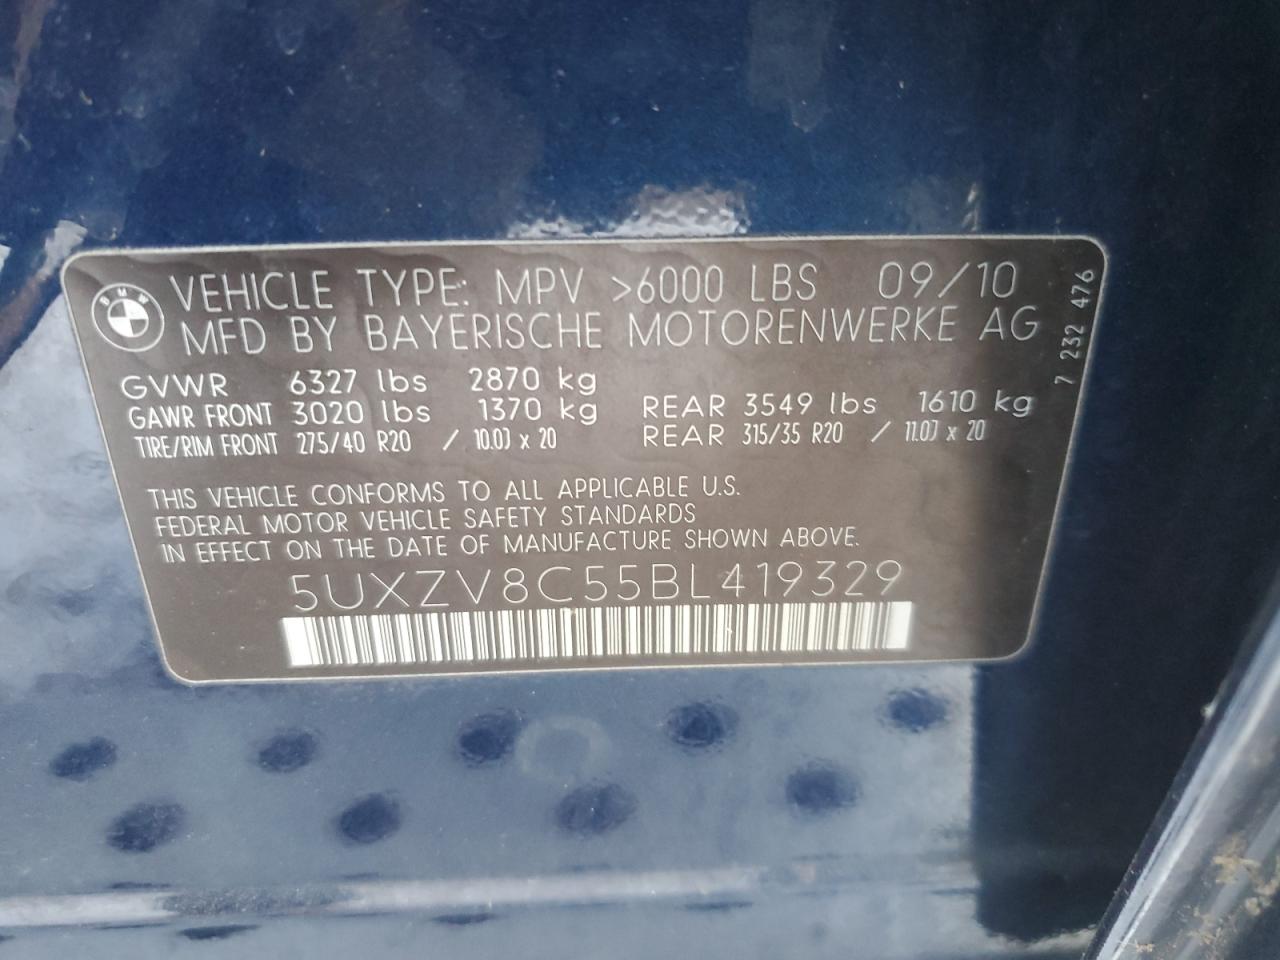 BMW
VEHICLE TYPE: MPV >6000 LBS 09/10
MFD BY BAYERISCHE MOTORENWERKE AG
GVWR 6327 lbs 2870 kg
GAWR FRONT 3020 lbs 1370 kg REAR 3549 lbs 1610 kg
TIRE/RIM FRONT 275/40 R20 / 10.0J x 20 REAR 315/35 R20 / 11.0J x 20
THIS VEHICLE CONFORMS TO ALL APPLICABLE U.S.
FEDERAL MOTOR VEHICLE SAFETY STANDARDS
IN EFFECT ON THE DATE OF MANUFACTURE SHOWN ABOVE.
5UXZV8C55BL419329
7 232 476